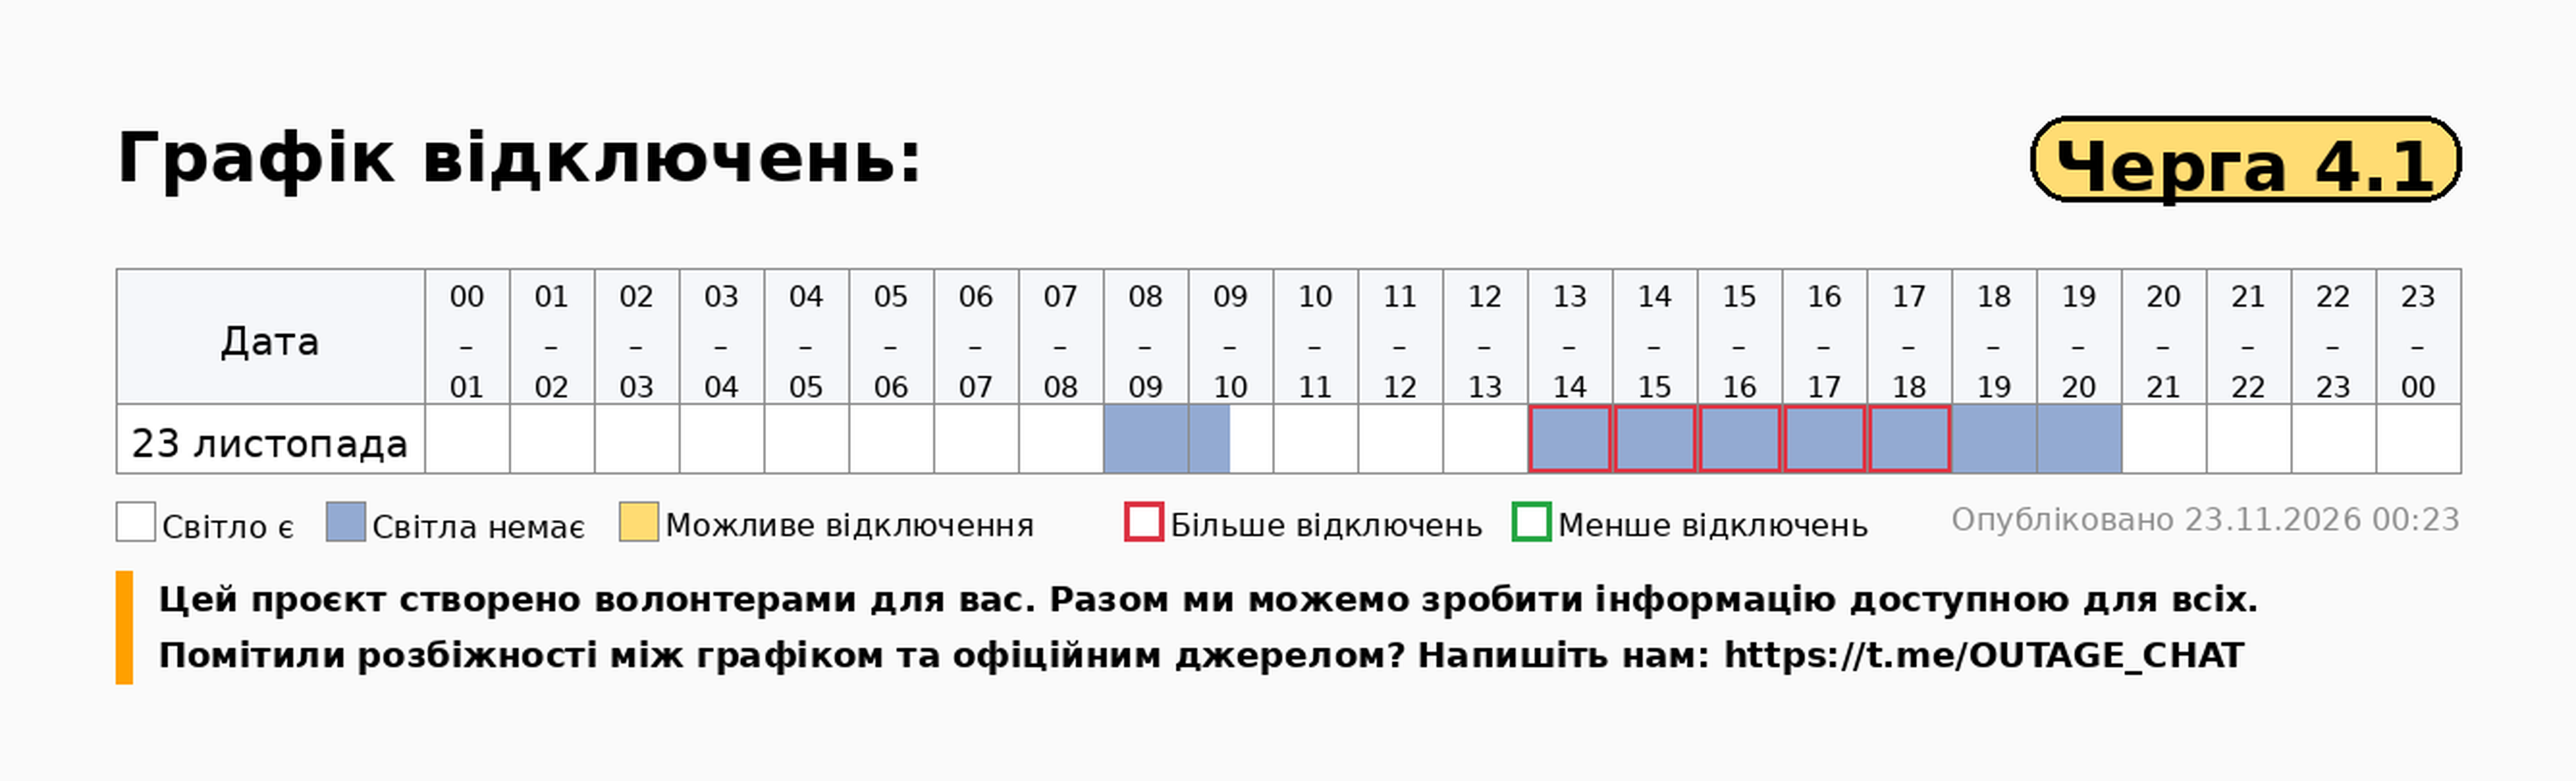 Графік відключень:
Черга 4.1
Дата
00 – 01
01 – 02
02 – 03
03 – 04
04 – 05
05 – 06
06 – 07
07 – 08
08 – 09
09 – 10
10 – 11
11 – 12
12 – 13
13 – 14
14 – 15
15 – 16
16 – 17
17 – 18
18 – 19
19 – 20
20 – 21
21 – 22
22 – 23
23 – 00
23 листопада
Світло є
Світла немає
Можливе відключення
Більше відключень
Менше відключень
Опубліковано 23.11.2026 00:23
Цей проєкт створено волонтерами для вас. Разом ми можемо зробити інформацію доступною для всіх.
Помітили розбіжності між графіком та офіційним джерелом? Напишіть нам: https://t.me/OUTAGE_CHAT